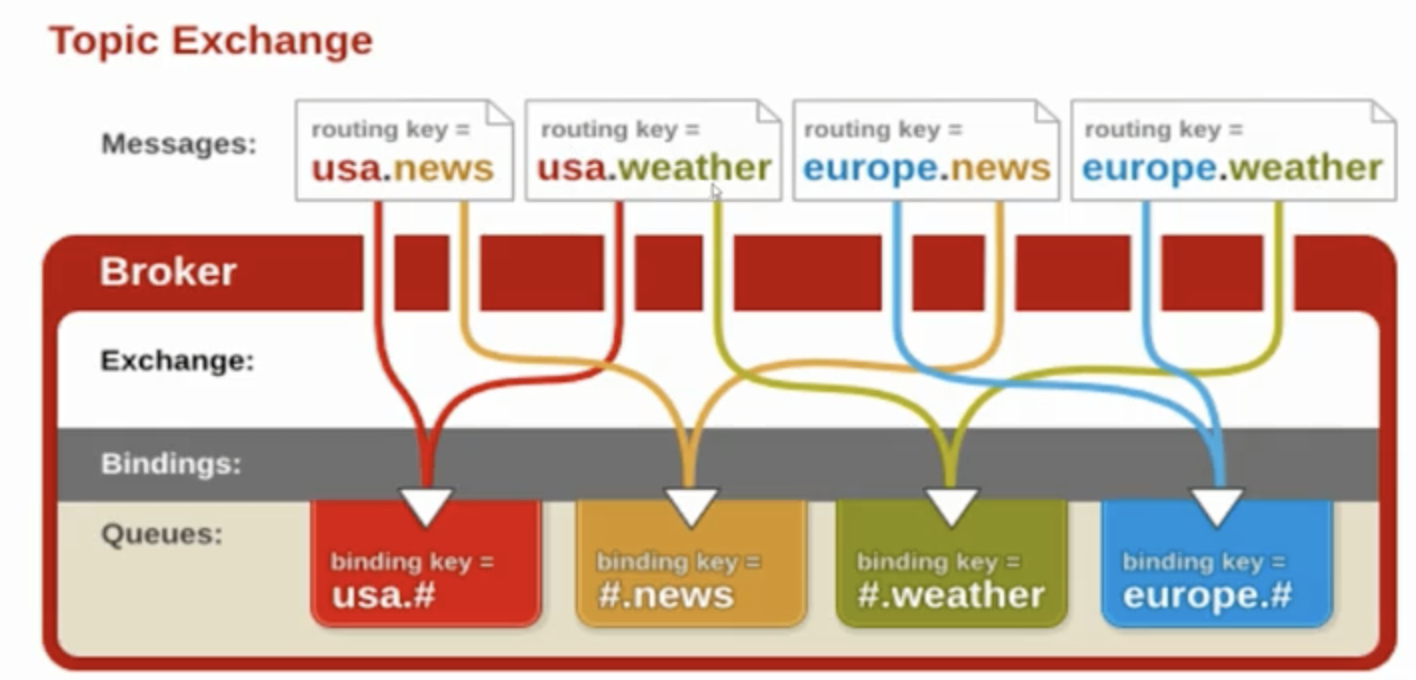 Topic Exchange
Messages:
routing key =
usa.news
routing key =
usa.weather
routing key =
europe.news
routing key =
europe.weather
Broker
Exchange:
Bindings:
Queues:
binding key =
usa.#
binding key =
#.news
binding key =
#.weather
binding key =
europe.#